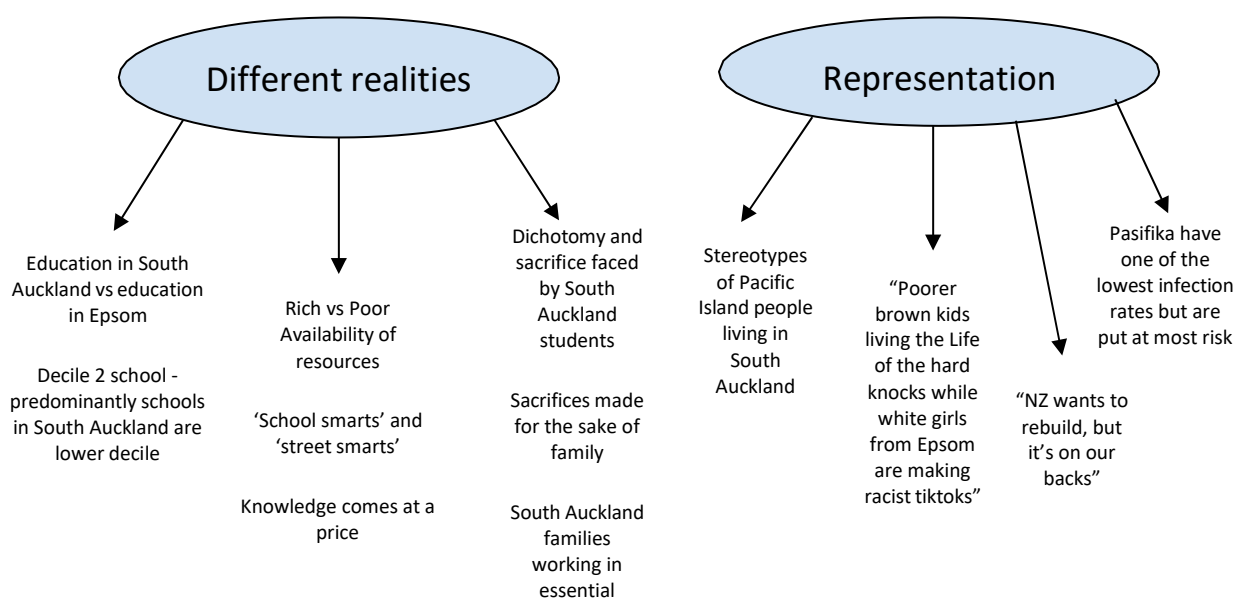 Different realities
Education in South
Auckland vs education
in Epsom
Decile 2 school -
predominantly schools
in South Auckland are
lower decile
Rich vs Poor
Availability of
resources
‘School smarts’ and
‘street smarts’
Knowledge comes at a
price
Dichotomy and
sacrifice faced
by South
Auckland
students
Sacrifices made
for the sake of
family
South Auckland
families
working in
essential
Representation
Stereotypes
of Pacific
Island people
living in
South
Auckland
“Poorer
brown kids
living the Life
of the hard
knocks while
white girls
from Epsom
are making
racist tiktoks”
“NZ wants to
rebuild, but
it’s on our
backs”
Pasifika have
one of the
lowest infection
rates but are
put at most risk